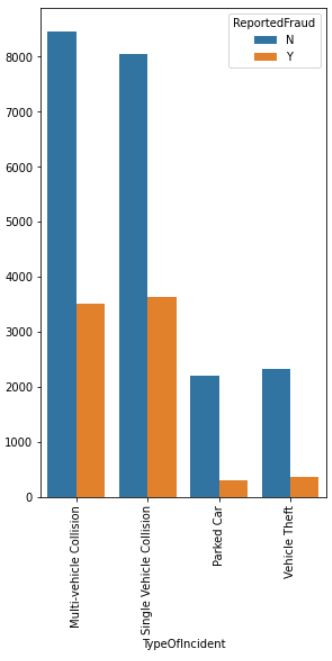 ReportedFraud
N
Y
8000
7000
6000
5000
4000
3000
2000
1000
0
Multi-vehicle Collision
Single Vehicle Collision
Parked Car
Vehicle Theft
TypeOfIncident